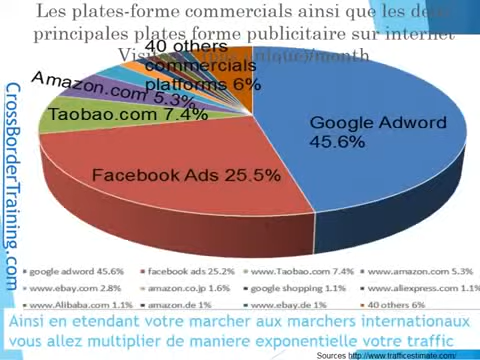 Les plates-forme commercials ainsi que les deux
principales plates forme publicitaire sur internet
month
40 others
commercials
platforms 6%
Amazon.com 5.3%
Taobao.com 7.4%
Google Adword
45.6%
Facebook Ads 25.5%
CrossBorderTraining.com
google adword 45.6% facebook ads 25.2% www.Taobao.com 7.4% www.amazon.com 5.3%
www.ebay.com 2.8% amazon.co.jp 1.6% google shopping 1.1% www.aliexpress.com 1.1%
www.Alibaba.com 1.1% amazon.de 1% www.ebay.de 1% 40 others 6%
Ainsi en etendant votre marcher aux marchers internationaux
vous allez multiplier de maniere exponentielle votre traffic
Sources http://www.trafficestimate.com/